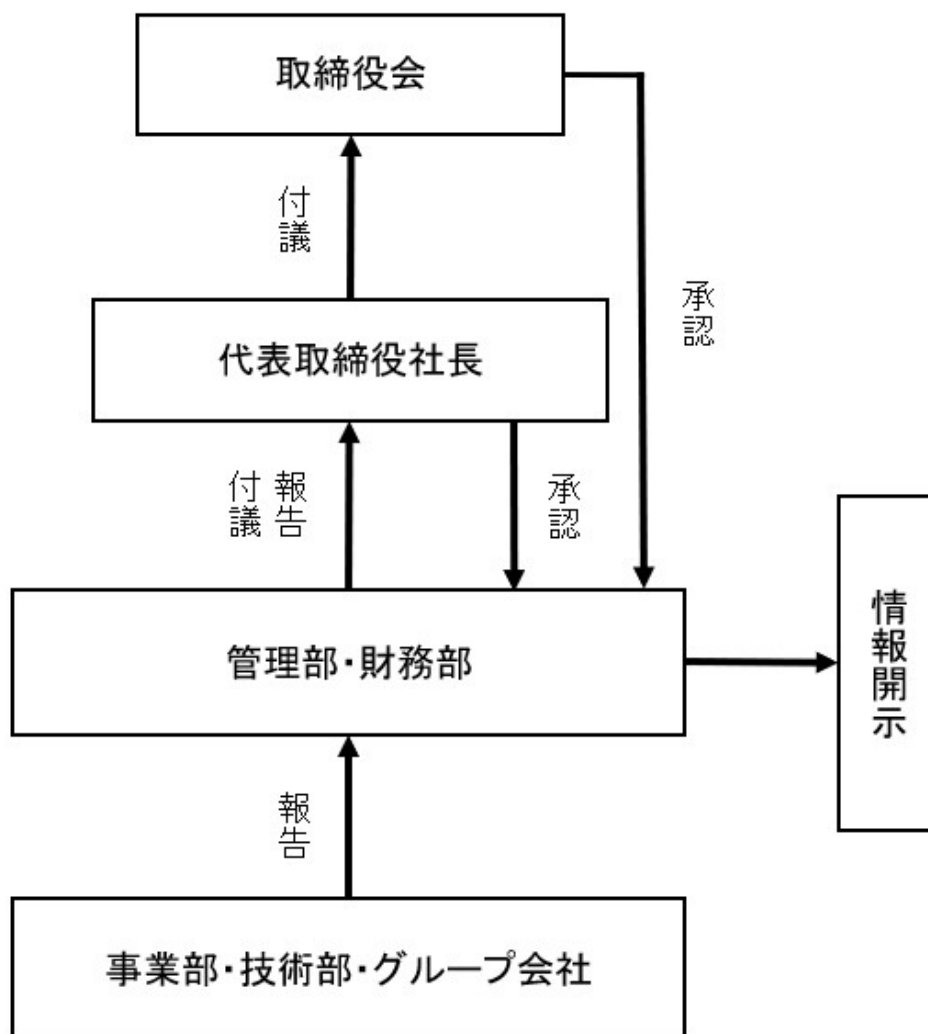 取締役会
付議
承認
代表取締役社長
報告
付議
承認
管理部・財務部
情報開示
報告
事業部・技術部・グループ会社